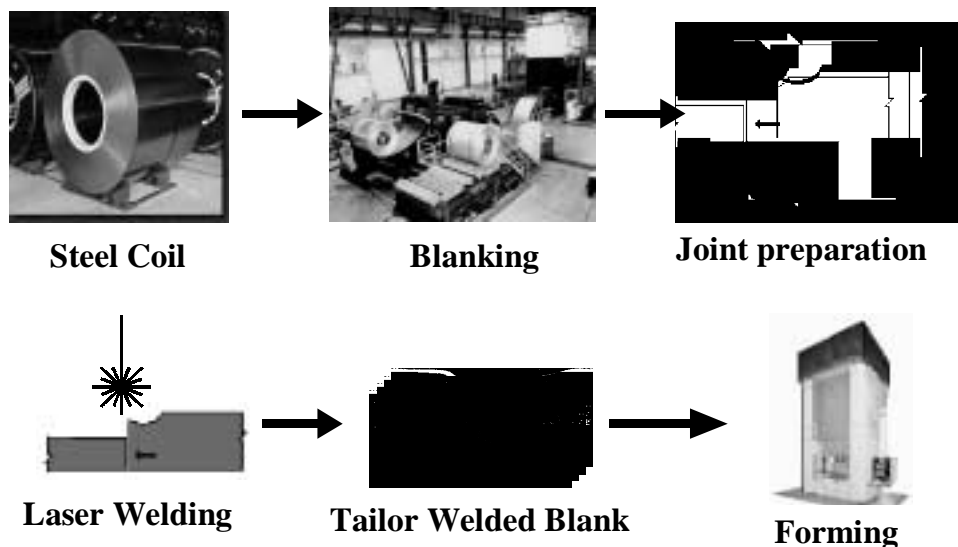 Steel Coil
Blanking
Joint preparation
Laser Welding
Tailor Welded Blank
Forming